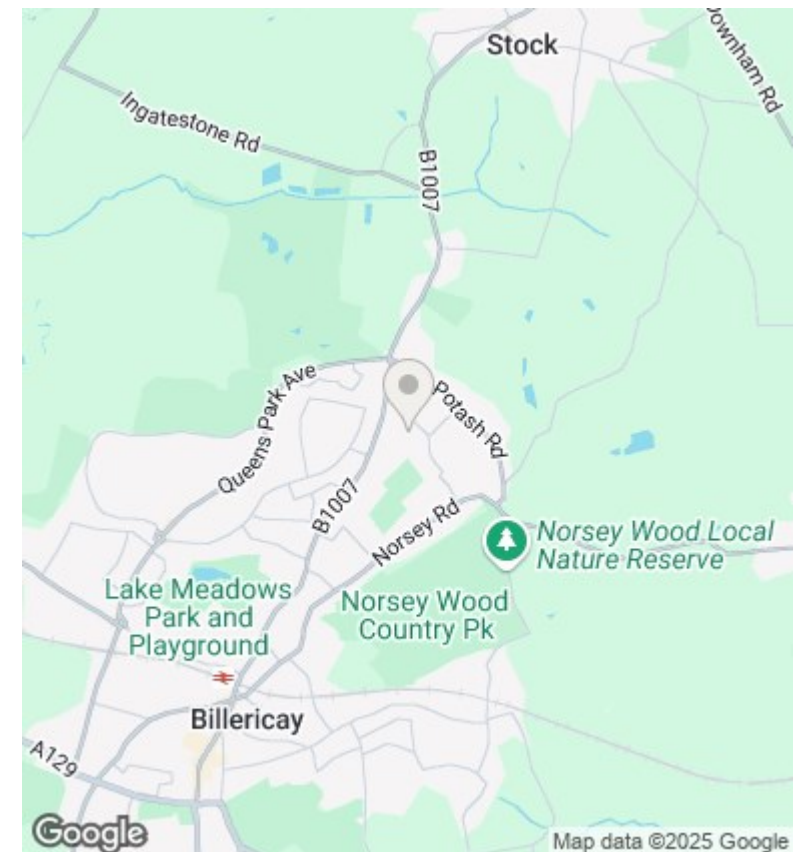 Stock
Downham Rd
Ingatestone Rd
B1007
Queens Park Ave
Potash Rd
B1007
Norsey Rd
Norsey Wood Local
Nature Reserve
Lake Meadows
Park and
Playground
Norsey Wood
Country Pk
Billericay
A129
Google
Map data ©2025 Google